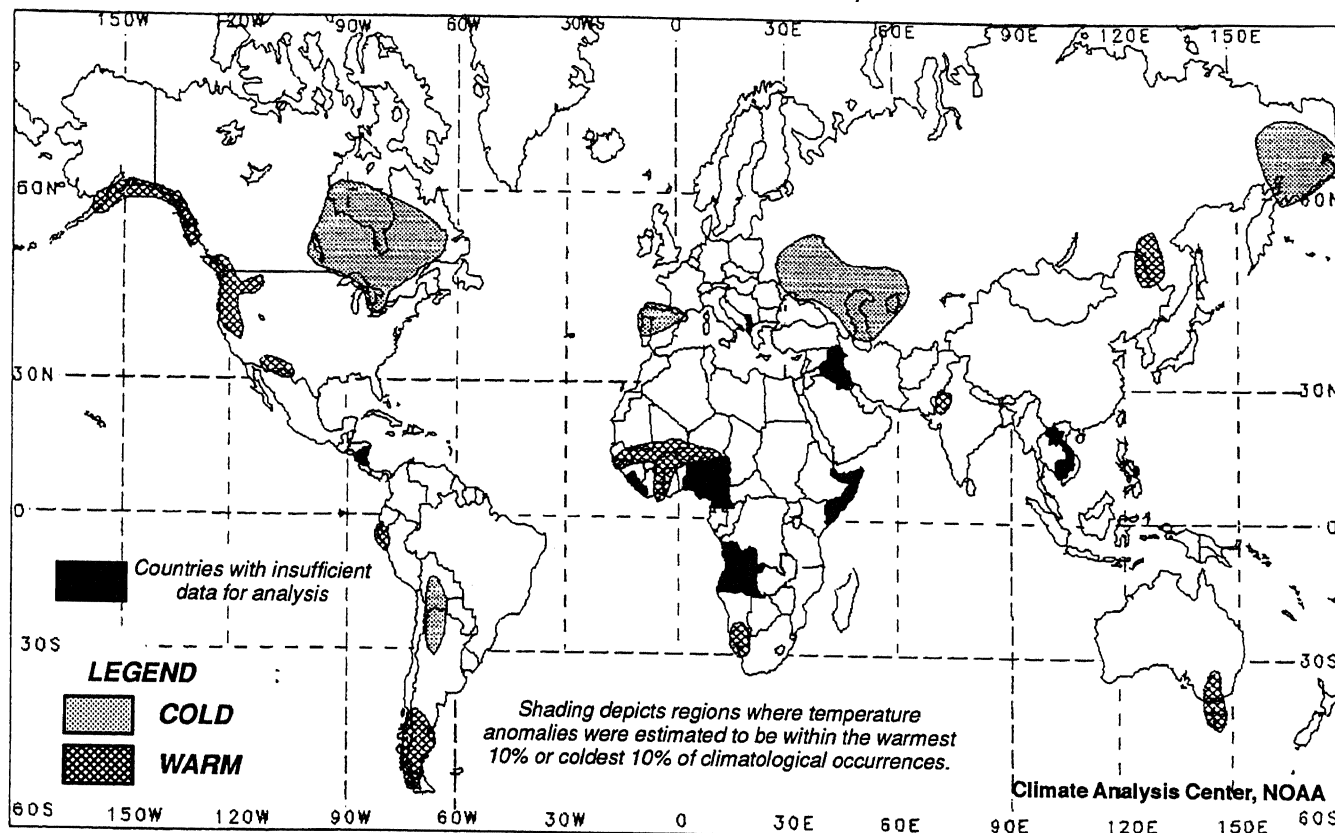 150W 120W 90W 60W 30W 0 30E 60E 90E 120E 150E
60N 60N
30N 30N
0 0
Countries with insufficient
data for analysis
30S 30S
LEGEND
COLD
WARM
Shading depicts regions where temperature
anomalies were estimated to be within the warmest
10% or coldest 10% of climatological occurrences.
Climate Analysis Center, NOAA
60S 150W 120W 90W 60W 0 30E 60E 90E 120E 150E 60S